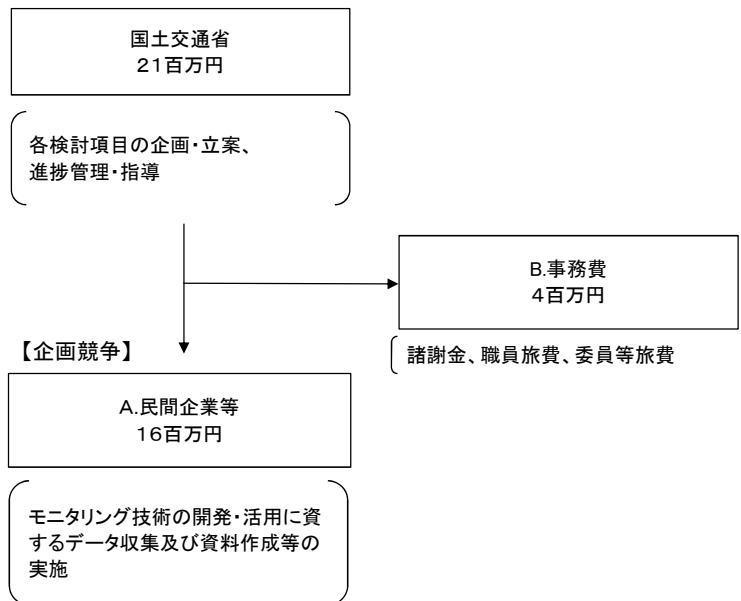 国土交通省
21百万円
各検討項目の企画・立案、
進捗管理・指導
B.事務費
4百万円
諸謝金、職員旅費、委員等旅費
【企画競争】
A.民間企業等
16百万円
モニタリング技術の開発・活用に資
するデータ収集及び資料作成等の
実施